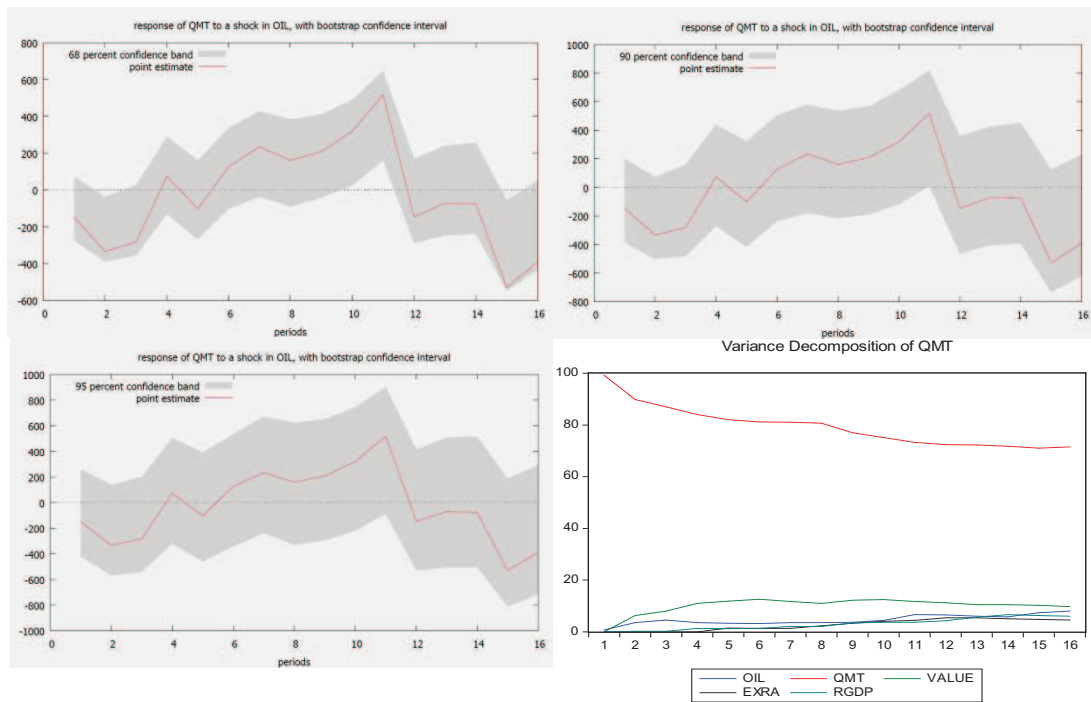 response of QMT to a shock in OIL, with bootstrap confidence interval
800
600
400
200
0
-200
-400
-600
68 percent confidence band
point estimate
0 2 4 6 8 10 12 14 16
periods
response of QMT to a shock in OIL, with bootstrap confidence interval
1000
800
600
400
200
0
-200
-400
-600
-800
90 percent confidence band
point estimate
0 2 4 6 8 10 12 14 16
periods
response of QMT to a shock in OIL, with bootstrap confidence interval
1000
800
600
400
200
0
-200
-400
-600
-800
-1000
95 percent confidence band
point estimate
0 2 4 6 8 10 12 14 16
periods
Variance Decomposition of QMT
100
80
60
40
20
0
1 2 3 4 5 6 7 8 9 10 11 12 13 14 15 16
OIL QMT VALUE
EXRA RGDP